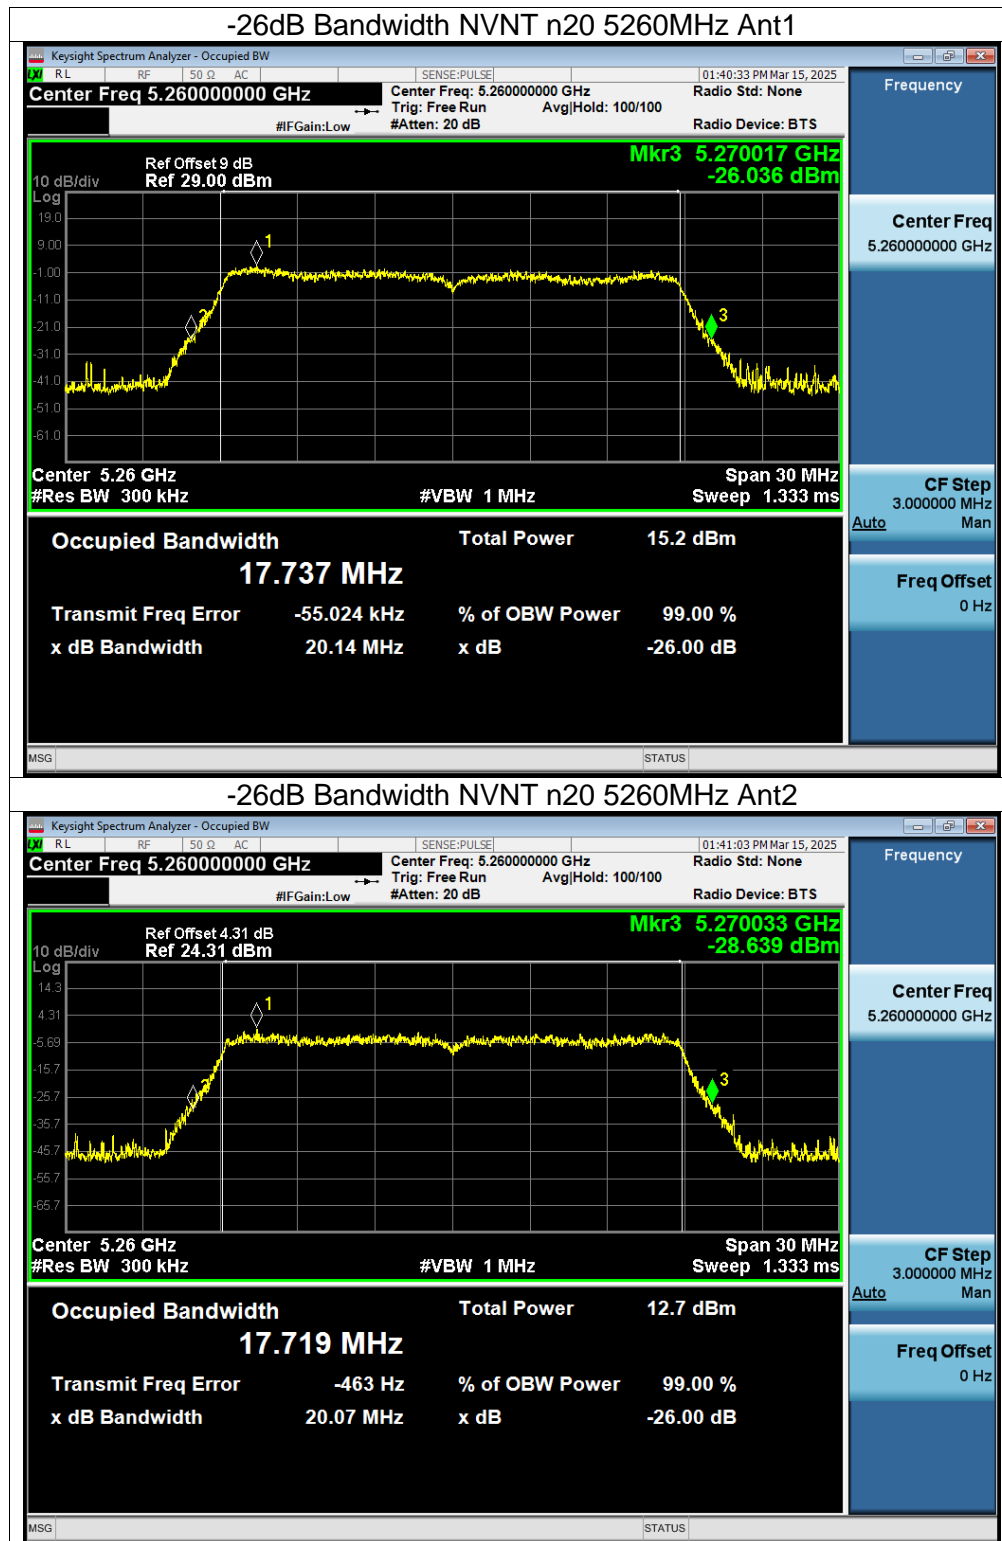 -26dB Bandwidth NVNT n20 5260MHz Ant1
Keysight Spectrum Analyzer - Occupied BW
LXI RL RF 50 Ω AC SENSE:PULSE 01:40:33 PM Mar 15, 2025
Center Freq 5.260000000 GHz
Center Freq: 5.260000000 GHz Radio Std: None
Trig: Free Run Avg|Hold: 100/100
#IFGain:Low #Atten: 20 dB Radio Device: BTS
Frequency
Mkr3 5.270017 GHz
-26.036 dBm
Ref Offset 9 dB
10 dB/div Ref 29.00 dBm
Log
19.0
9.00
-1.00
-11.0
-21.0
-31.0
-41.0
-51.0
-61.0
1
2
3
Center 5.26 GHz Span 30 MHz
#Res BW 300 kHz #VBW 1 MHz Sweep 1.333 ms
Center Freq
5.260000000 GHz
CF Step
3.000000 MHz
Auto Man
Freq Offset
0 Hz
Occupied Bandwidth Total Power 15.2 dBm
17.737 MHz
Transmit Freq Error -55.024 kHz % of OBW Power 99.00 %
x dB Bandwidth 20.14 MHz x dB -26.00 dB
MSG STATUS
-26dB Bandwidth NVNT n20 5260MHz Ant2
Keysight Spectrum Analyzer - Occupied BW
LXI RL RF 50 Ω AC SENSE:PULSE 01:41:03 PM Mar 15, 2025
Center Freq 5.260000000 GHz
Center Freq: 5.260000000 GHz Radio Std: None
Trig: Free Run Avg|Hold: 100/100
#IFGain:Low #Atten: 20 dB Radio Device: BTS
Frequency
Mkr3 5.270033 GHz
-28.639 dBm
Ref Offset 4.31 dB
10 dB/div Ref 24.31 dBm
Log
14.3
4.31
-5.69
-15.7
-25.7
-35.7
-45.7
-55.7
-65.7
1
2
3
Center 5.26 GHz Span 30 MHz
#Res BW 300 kHz #VBW 1 MHz Sweep 1.333 ms
Center Freq
5.260000000 GHz
CF Step
3.000000 MHz
Auto Man
Freq Offset
0 Hz
Occupied Bandwidth Total Power 12.7 dBm
17.719 MHz
Transmit Freq Error -463 Hz % of OBW Power 99.00 %
x dB Bandwidth 20.07 MHz x dB -26.00 dB
MSG STATUS